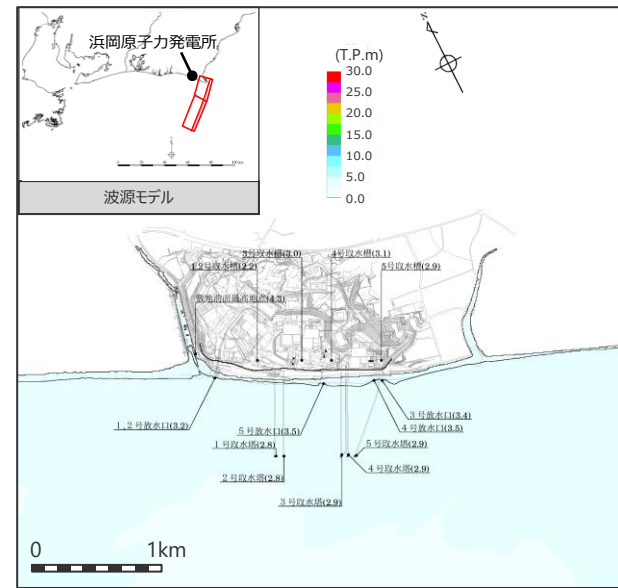 浜岡原子力発電所
波源モデル
N
(T.P.m)
30.0
25.0
20.0
15.0
10.0
5.0
0.0
3号取水槽(3.0)
4号取水槽(3.1)
1,2号取水槽(2.2)
5号取水槽(2.9)
敷地前面最高地点(4.3)
3号放水口(3.4)
1,2号放水口(3.2)
5号放水口(3.5)
4号放水口(3.5)
1号取水塔(2.8)
5号取水塔(2.9)
2号取水塔(2.8)
4号取水塔(2.9)
3号取水塔(2.9)
0 1km